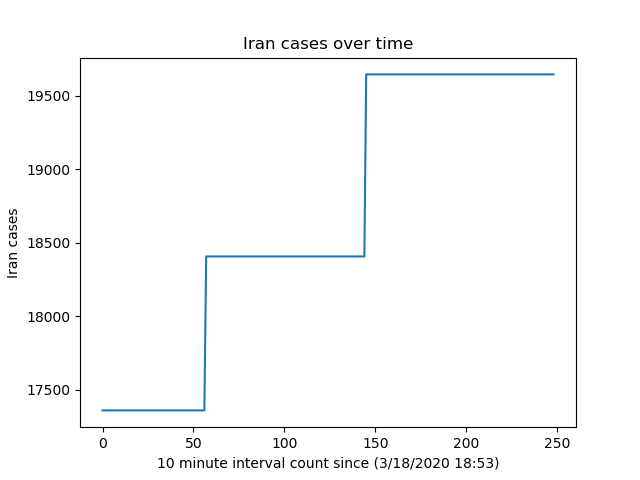 Iran cases over time
19500
19000
18500
18000
17500
Iran cases
0 50 100 150 200 250
10 minute interval count since (3/18/2020 18:53)